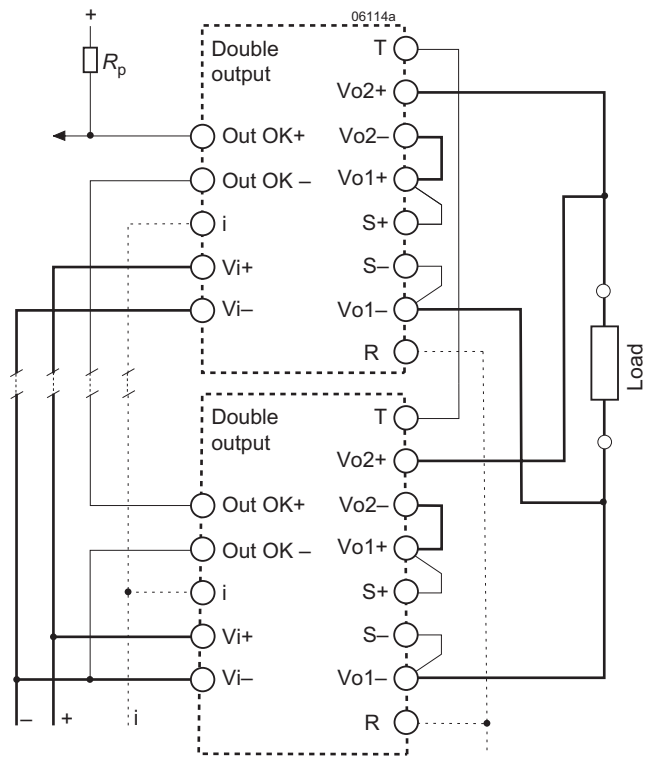 06114a
+
Rp
Double
output
Out OK+
Out OK –
i
Vi+
Vi–
T
Vo2+
Vo2–
Vo1+
S+
S–
Vo1–
R
Load
Double
output
Out OK+
Out OK –
i
Vi+
Vi–
T
Vo2+
Vo2–
Vo1+
S+
S–
Vo1–
R
– + i